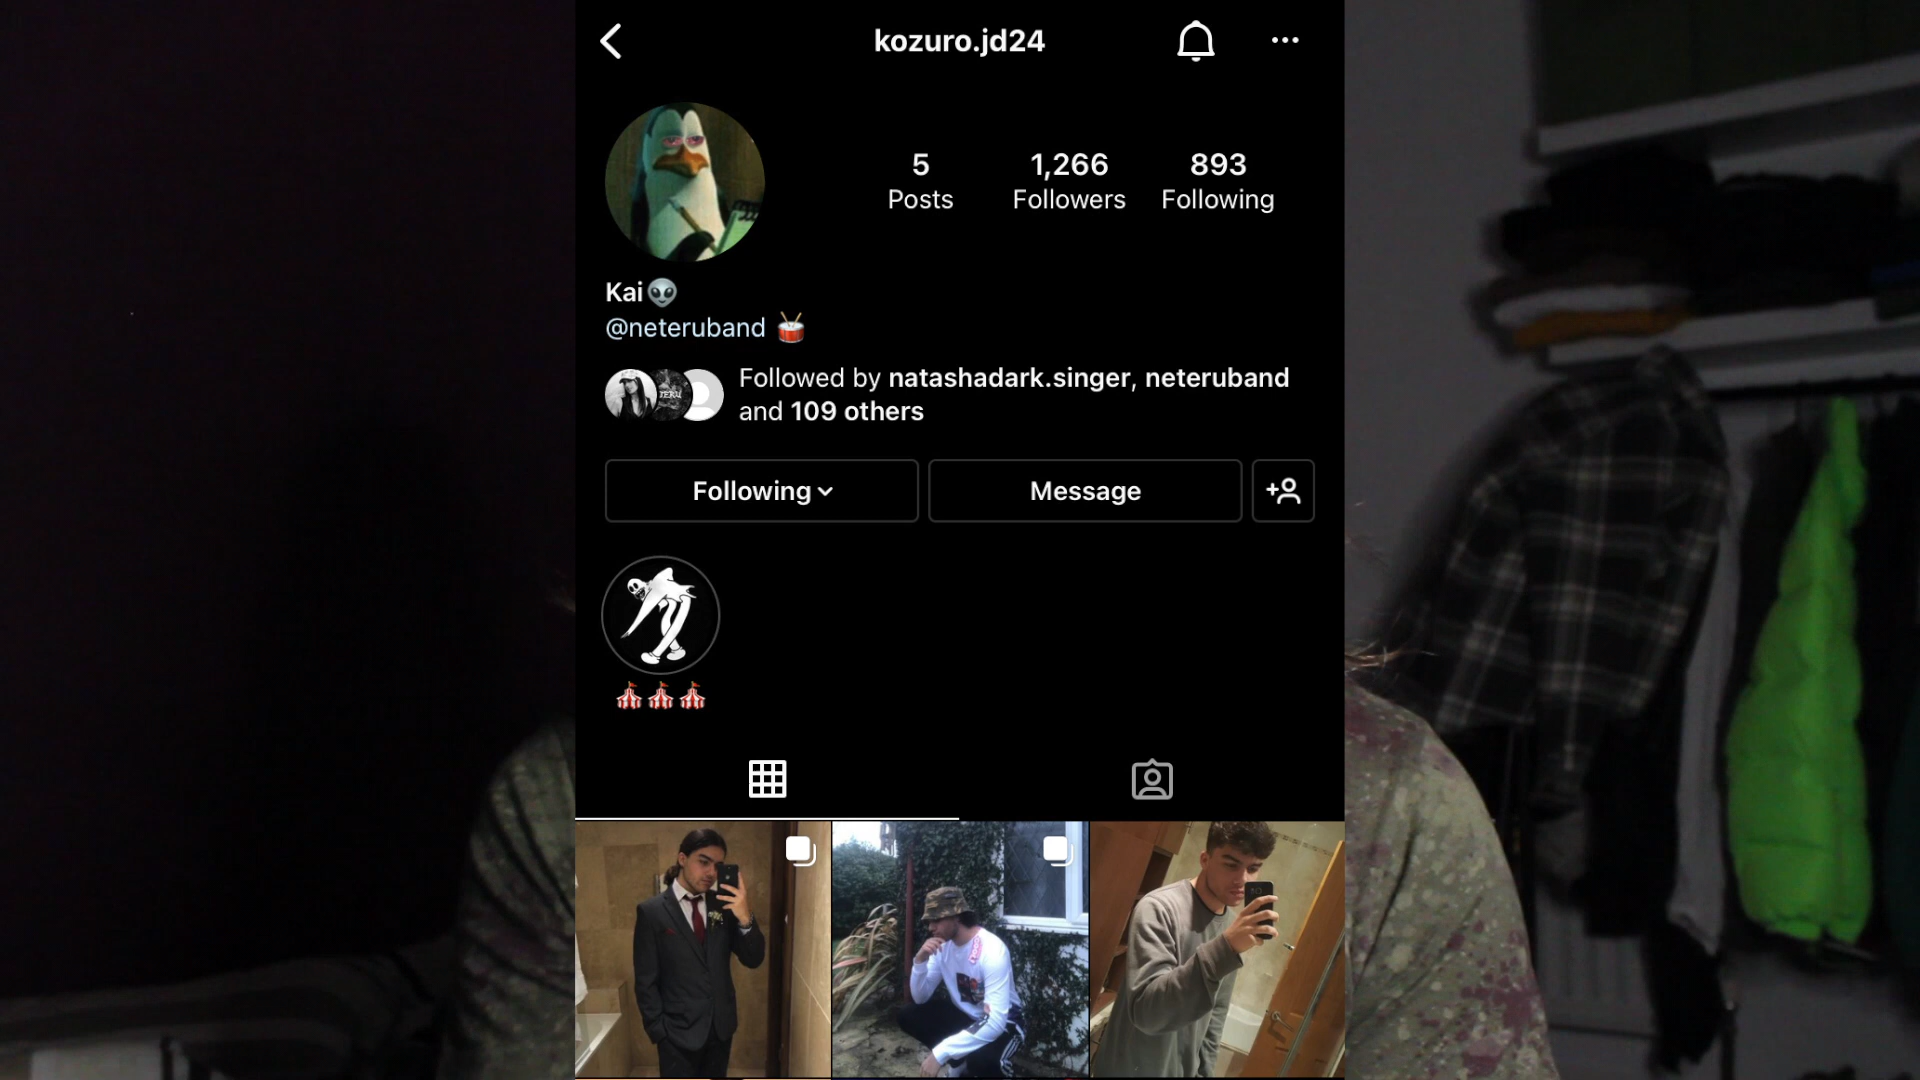 kozuro.jd24
5
Posts
1,266
Followers
893
Following
Kai👽
@neteruband 🥁
Followed by natashadark.singer, neteruband
and 109 others
Following
Message
🎪🎪🎪